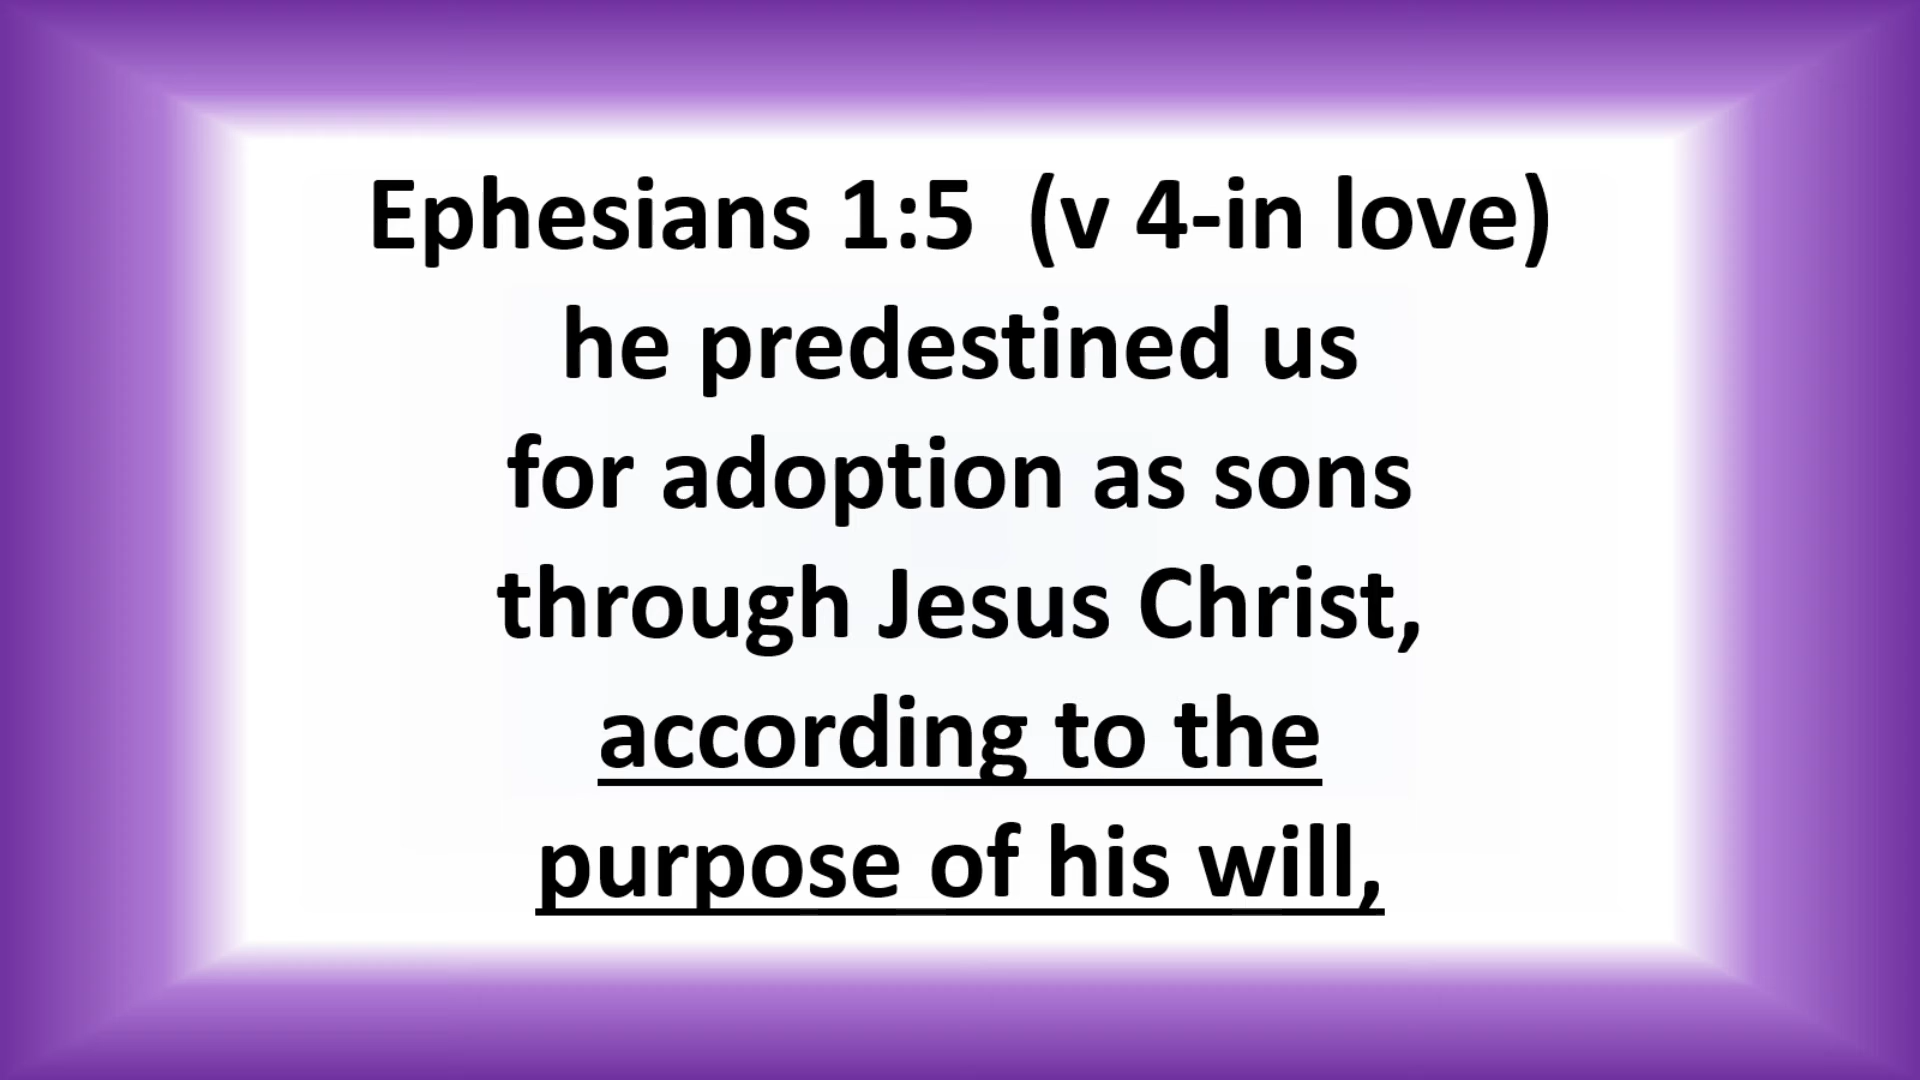 Ephesians 1:5  (v 4-in love)
he predestined us
for adoption as sons
through Jesus Christ,
according to the
purpose of his will,